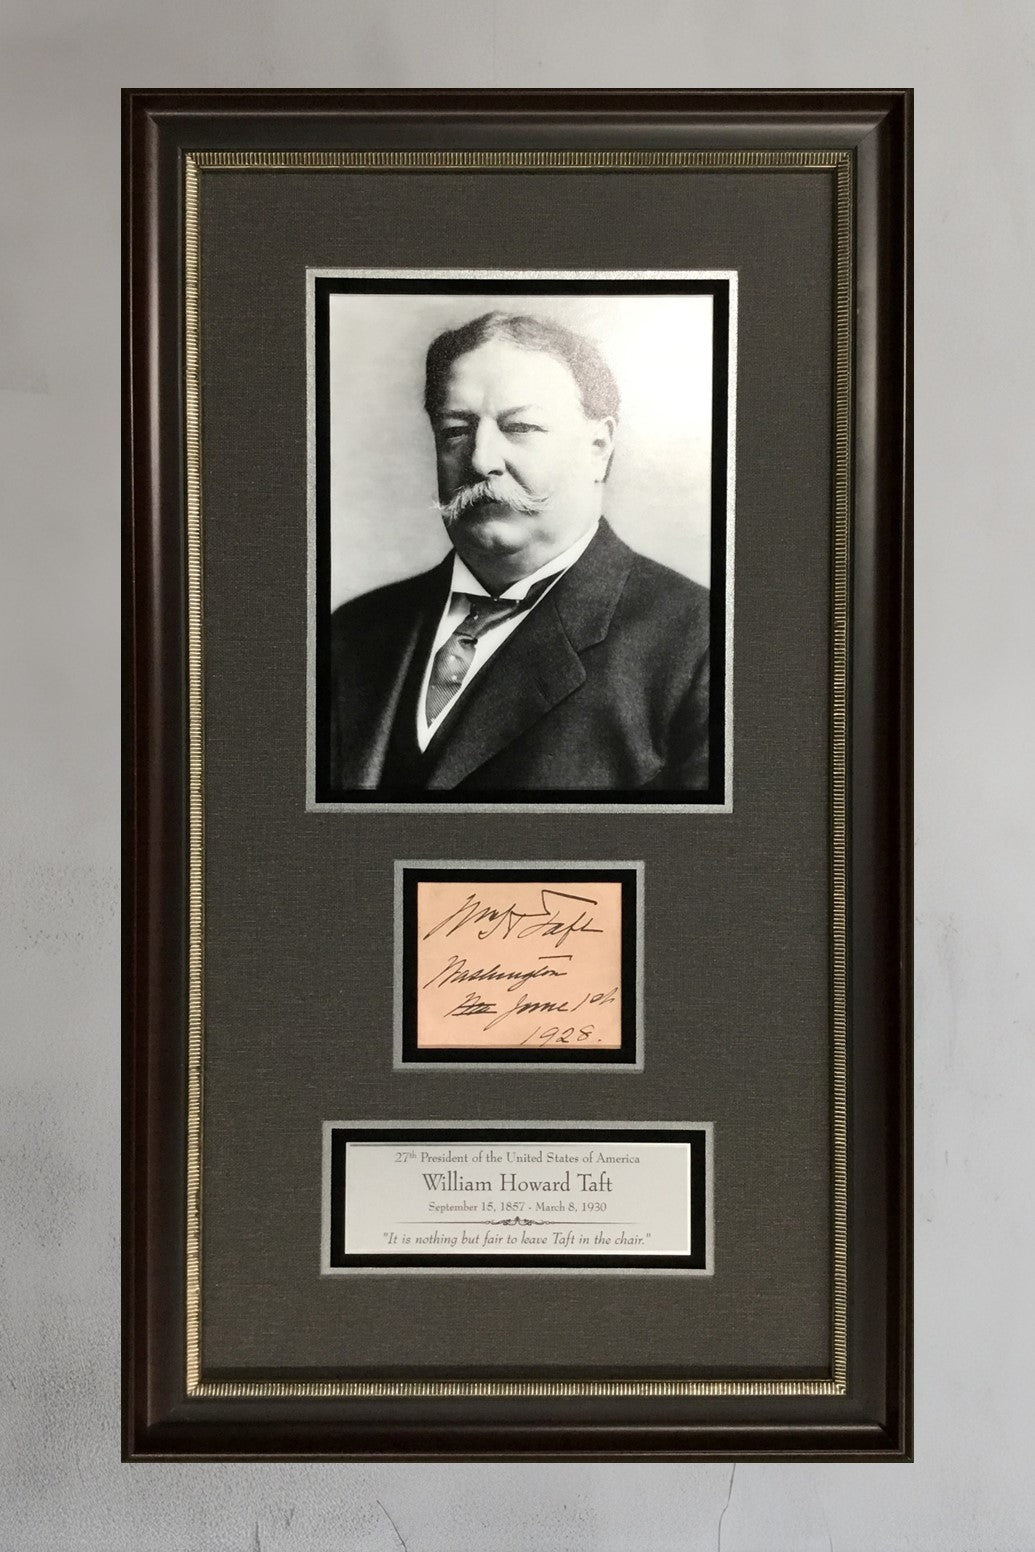 Wm H Taft
Washington
June 1st
1928.
27th President of the United States of America
William Howard Taft
September 15, 1857 - March 8, 1930
"It is nothing but fair to leave Taft in the chair."